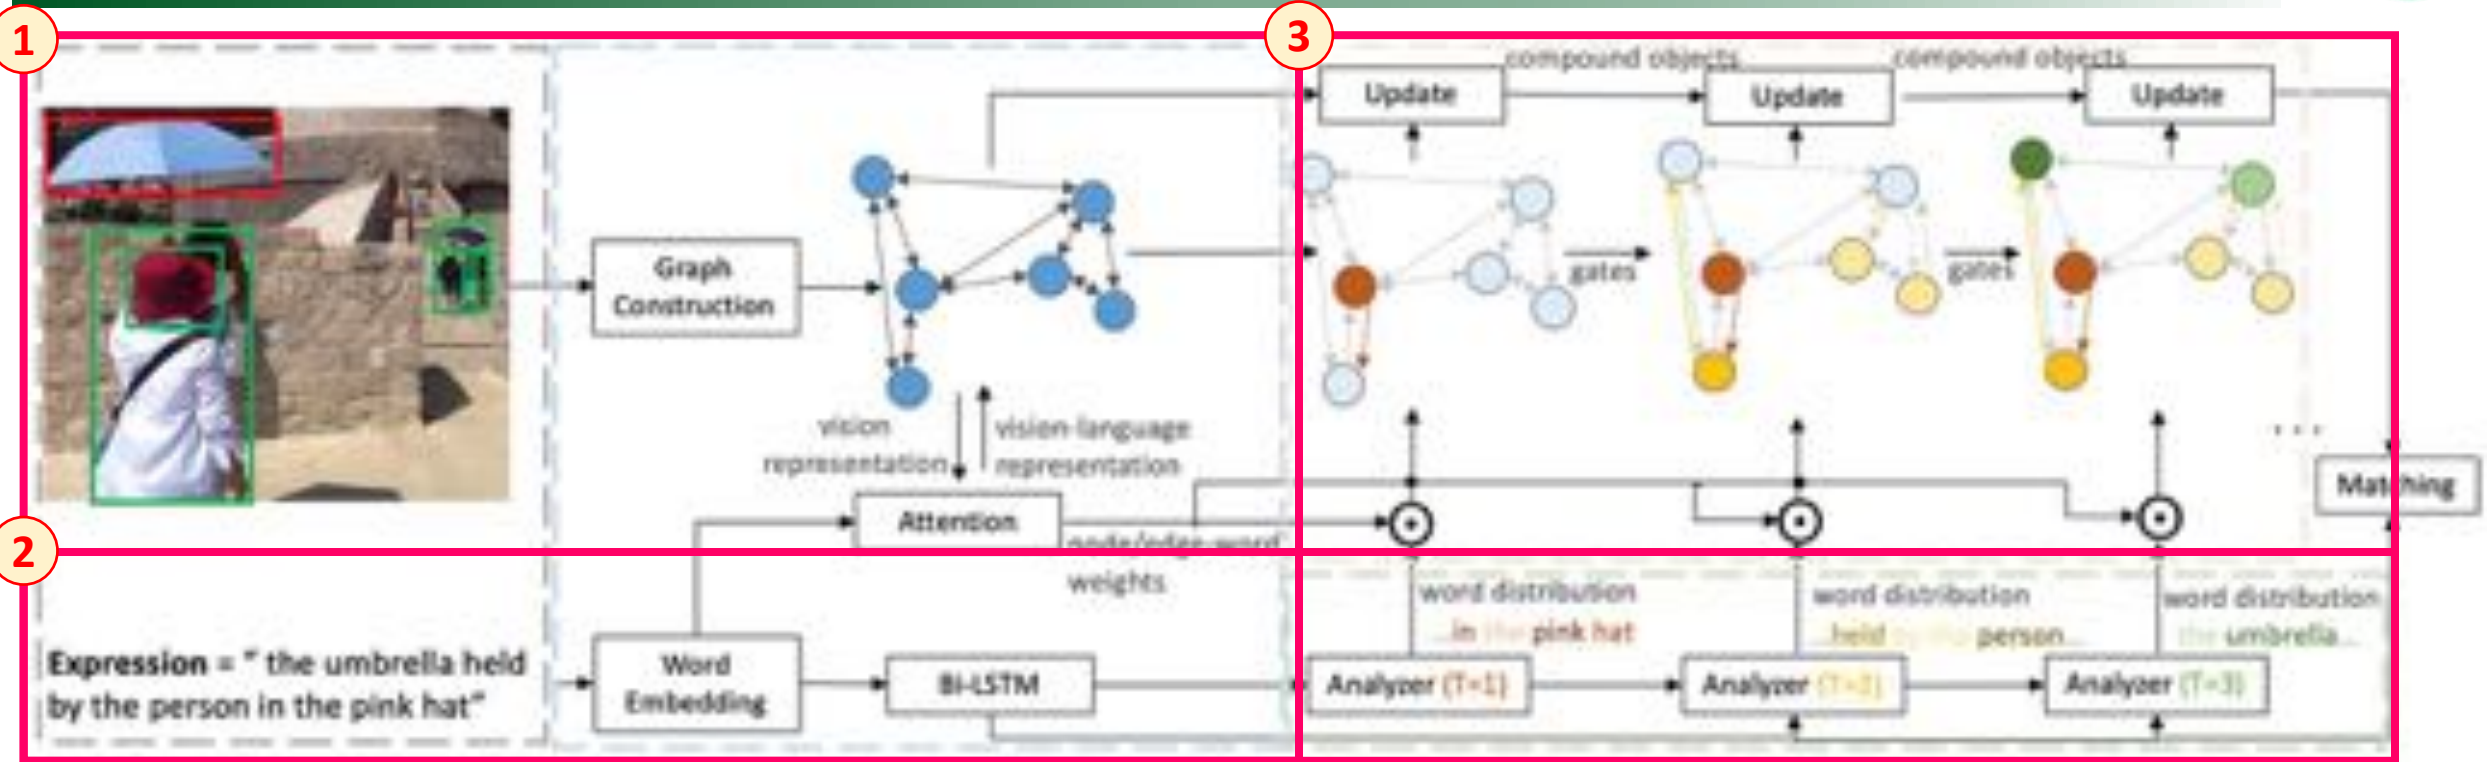 1
3
compound objects
compound objects
Update
Update
Update
Graph
Construction
gates
gates
vision
representation
vision-language
representation
Attention
Matching
2
node/edge-word
weights
word distribution
in the pink hat
word distribution
held by the person...
word distribution
the umbrella...
Expression = " the umbrella held
by the person in the pink hat"
Word
Embedding
BI-LSTM
Analyzer (T=1)
Analyzer (T=2)
Analyzer (T=3)
...